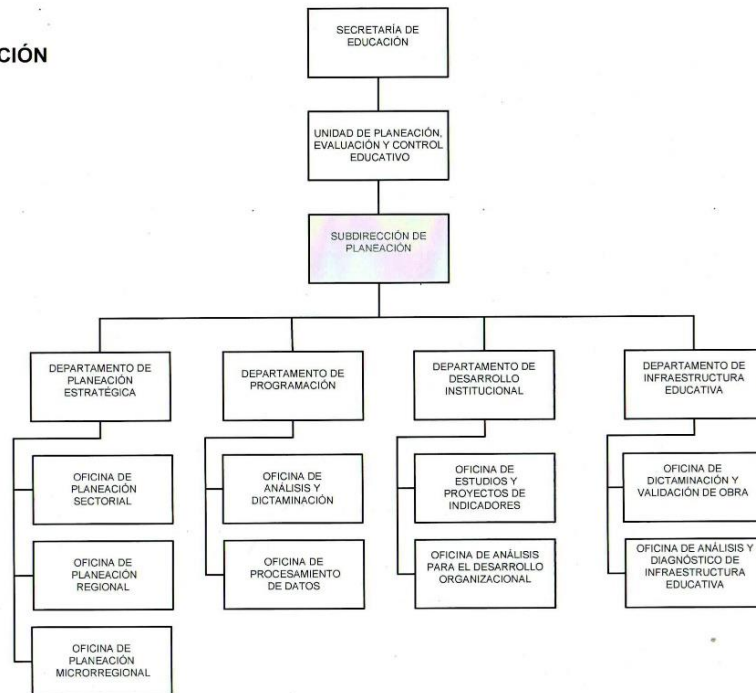 CIÓN
SECRETARÍA DE
EDUCACIÓN
UNIDAD DE PLANEACIÓN,
EVALUACIÓN Y CONTROL
EDUCATIVO
SUBDIRECCIÓN DE
PLANEACIÓN
DEPARTAMENTO DE
PLANEACIÓN
ESTRATÉGICA
DEPARTAMENTO DE
PROGRAMACIÓN
DEPARTAMENTO DE
DESARROLLO
INSTITUCIONAL
DEPARTAMENTO DE
INFRAESTRUCTURA
EDUCATIVA
OFICINA DE
PLANEACIÓN
SECTORIAL
OFICINA DE
ANÁLISIS Y
DICTAMINACIÓN
OFICINA DE
ESTUDIOS Y
PROYECTOS DE
INDICADORES
OFICINA DE
DICTAMINACIÓN Y
VALIDACIÓN DE OBRA
OFICINA DE
PLANEACIÓN
REGIONAL
OFICINA DE
PROCESAMIENTO
DE DATOS
OFICINA DE ANÁLISIS
PARA EL DESARROLLO
ORGANIZACIONAL
OFICINA DE ANÁLISIS Y
DIAGNÓSTICO DE
INFRAESTRUCTURA
EDUCATIVA
OFICINA DE
PLANEACIÓN
MICRORREGIONAL